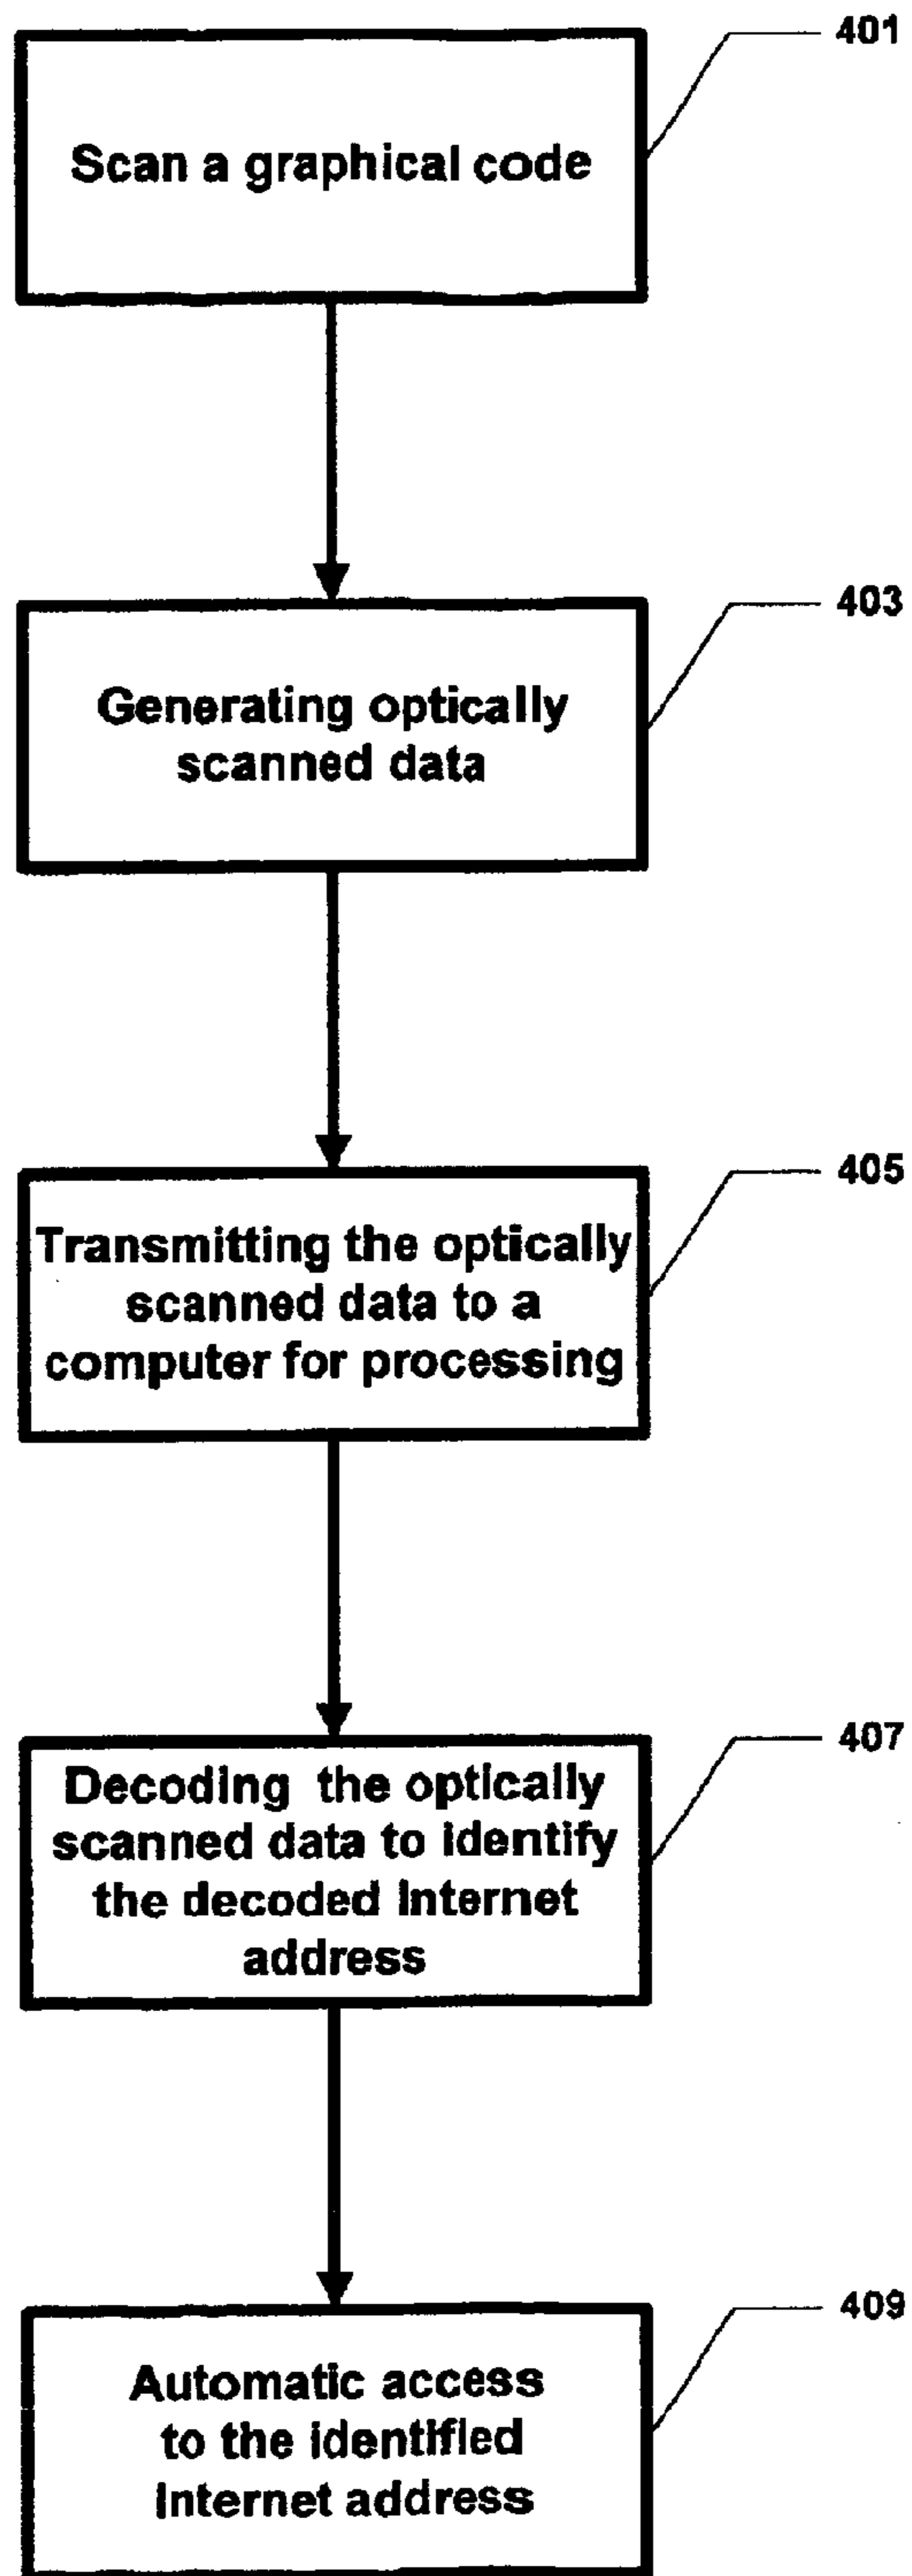 401
Scan a graphical code
403
Generating optically
scanned data
405
Transmitting the optically
scanned data to a
computer for processing
407
Decoding the optically
scanned data to identify
the decoded Internet
address
409
Automatic access
to the identified
Internet address